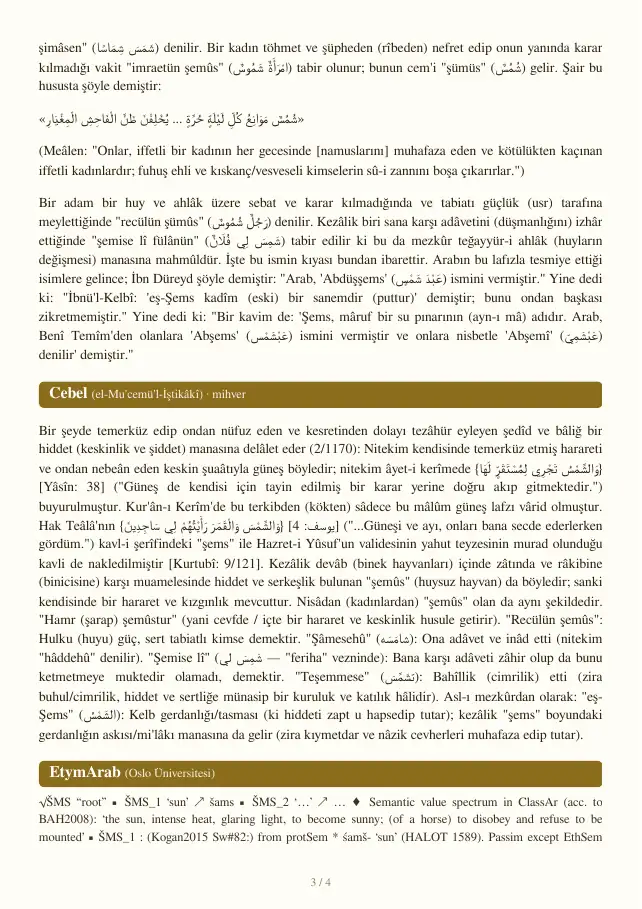 şimâsen" (شَمَسَ شِمَاسًا) denilir. Bir kadın töhmet ve şüpheden (rîbeden) nefret edip onun yanında karar
kılmadığı vakit "imraetün şemûs" (امْرَأَةٌ شَمُوسٌ) tabir olunur; bunun cem'i "şümüs" (شُمُسٌ) gelir. Şair bu
hususta şöyle demiştir:
«شُمُسٌ مَوَانِعُ كُلِّ لَيْلَةٍ حُرَّةٍ ... يُخْلِفْنَ ظَنَّ الْفَاحِشِ الْمِغْيَارِ»
(Meâlen: "Onlar, iffetli bir kadının her gecesinde [namuslarını] muhafaza eden ve kötülükten kaçınan
iffetli kadınlardır; fuhuş ehli ve kıskanç/vesveseli kimselerin sû-i zannını boşa çıkarırlar.")
Bir adam bir huy ve ahlâk üzere sebat ve karar kılmadığında ve tabiatı güçlük (usr) tarafına
meylettiğinde "recülün şümûs" (رَجُلٌ شُمُوسٌ) denilir. Kezâlik biri sana karşı adâvetini (düşmanlığını) izhâr
ettiğinde "şemise lî fülânün" (شَمِسَ لِي فُلَانٌ) tabir edilir ki bu da mezkûr teğayyür-i ahlâk (huyların
değişmesi) manasına mahmûldür. İşte bu ismin kıyası bundan ibarettir. Arabın bu lafızla tesmiye ettiği
isimlere gelince; İbn Düreyd şöyle demiştir: "Arab, 'Abdüşşems' (عَبْدَ شَمْسٍ) ismini vermiştir." Yine dedi
ki: "İbnü'l-Kelbî: 'eş-Şems kadîm (eski) bir sanemdir (puttur)' demiştir; bunu ondan başkası
zikretmemiştir." Yine dedi ki: "Bir kavim de: 'Şems, mâruf bir su pınarının (ayn-ı mâ) adıdır. Arab,
Benî Temîm'den olanlara 'Abşems' (عَبْشَمْس) ismini vermiştir ve onlara nisbetle 'Abşemî' (عَبْشَمِيّ)
denilir' demiştir."
Cebel (el-Mu'cemü'l-İştikâkî) · mihver
Bir şeyde temerküz edip ondan nüfuz eden ve kesretinden dolayı tezâhür eyleyen şedîd ve bâliğ bir
hiddet (keskinlik ve şiddet) manasına delâlet eder (2/1170): Nitekim kendisinde temerküz etmiş harareti
ve ondan nebeân eden keskin şuaâtıyla güneş böyledir; nitekim âyet-i kerîmede {وَالشَّمْسُ تَجْرِي لِمُسْتَقَرٍّ لَهَا}
[Yâsîn: 38] ("Güneş de kendisi için tayin edilmiş bir karar yerine doğru akıp gitmektedir.")
buyurulmuştur. Kur'ân-ı Kerîm'de bu terkibden (kökten) sâdece bu mâlûm güneş lafzı vârid olmuştur.
Hak Teâlâ'nın {وَالشَّمْسَ وَالْقَمَرَ رَأَيْتُهُمْ لِي سَاجِدِينَ} [يوسف: 4] ("...Güneşi ve ayı, onları bana secde ederlerken
gördüm.") kavl-i şerîfindeki "şems" ile Hazret-i Yûsuf'un validesinin yahut teyzesinin murad olunduğu
kavli de nakledilmiştir [Kurtubî: 9/121]. Kezâlik devâb (binek hayvanları) içinde zâtında ve râkibine
(binicisine) karşı muamelesinde hiddet ve serkeşlik bulunan "şemûs" (huysuz hayvan) da böyledir; sanki
kendisinde bir hararet ve kızgınlık mevcuttur. Nisâdan (kadınlardan) "şemûs" olan da aynı şekildedir.
"Hamr (şarap) şemûstur" (yani cevfde / içte bir hararet ve keskinlik husule getirir). "Recülün şemûs":
Hulku (huyu) güç, sert tabiatlı kimse demektir. "Şâmesehû" (شامَسَه): Ona adâvet ve inâd etti (nitekim
"hâddehû" denilir). "Şemise lî" (شَمِسَ لى — "feriha" vezninde): Bana karşı adâveti zâhir olup da bunu
ketmetmeye muktedir olamadı, demektir. "Teşemmese" (تشمّس): Bahîllik (cimrilik) etti (zira
buhul/cimrilik, hiddet ve sertliğe münasip bir kuruluk ve katılık hâlidir). Asl-ı mezkûrdan olarak: "eş-
Şems" (الشَمْسُ): Kelb gerdanlığı/tasması (ki hiddeti zapt u hapsedip tutar); kezâlik "şems" boyundaki
gerdanlığın askısı/mi'lâkı manasına da gelir (zira kıymetdar ve nâzik cevherleri muhafaza edip tutar).
EtymArab (Oslo Üniversitesi)
√ŠMS “root” ▪ ŠMS_1 ‘sun’ ↗ šams ▪ ŠMS_2 ‘…’ ↗ … ♦ Semantic value spectrum in ClassAr (acc. to
BAH2008): ‘the sun, intense heat, glaring light, to become sunny; (of a horse) to disobey and refuse to be
mounted’ ▪ ŠMS_1 : (Kogan2015 Sw#82:) from protSem * śamš- ‘sun’ (HALOT 1589). Passim except EthSem
3 / 4